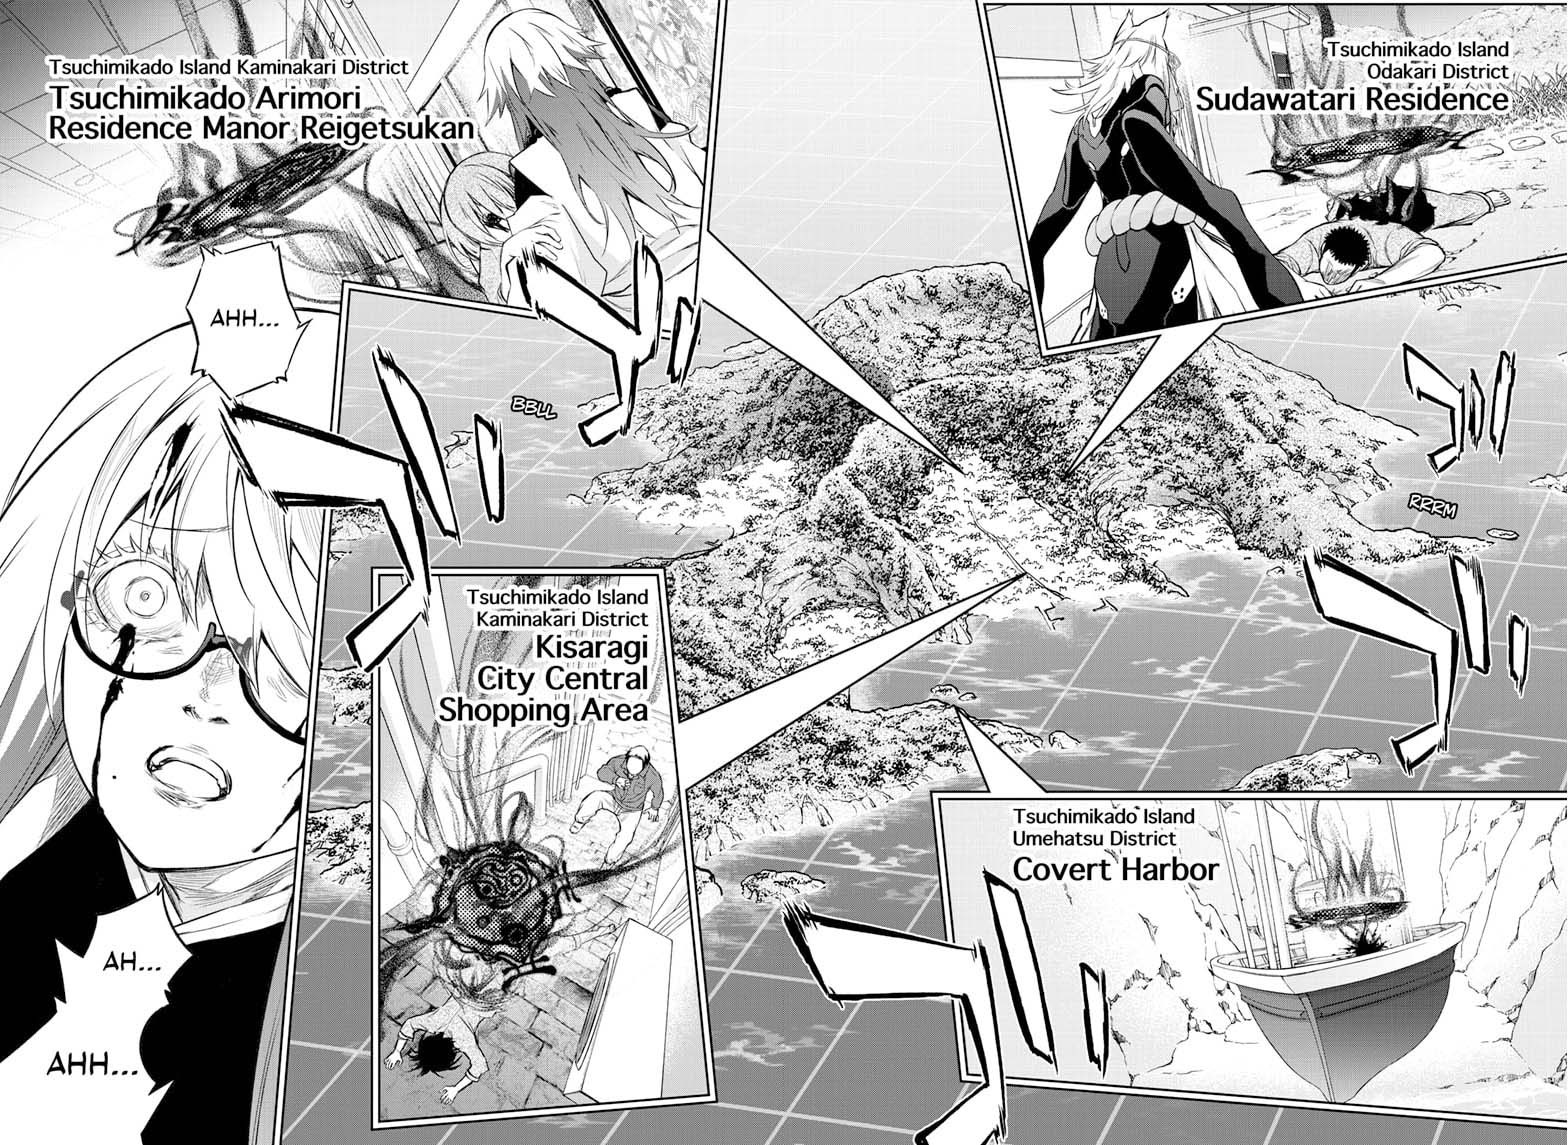 Tsuchimikado Island
Odakari District
Sudawatari Residence
Tsuchimikado Island Kaminakari District
Tsuchimikado Arimori
Residence Manor Reigetsukan
RRRM
BBLL
Tsuchimikado Island
Umehatsu District
Covert Harbor
Tsuchimikado Island
Kaminakari District
Kisaragi
City Central
Shopping Area
AHH...
AH...
AHH...